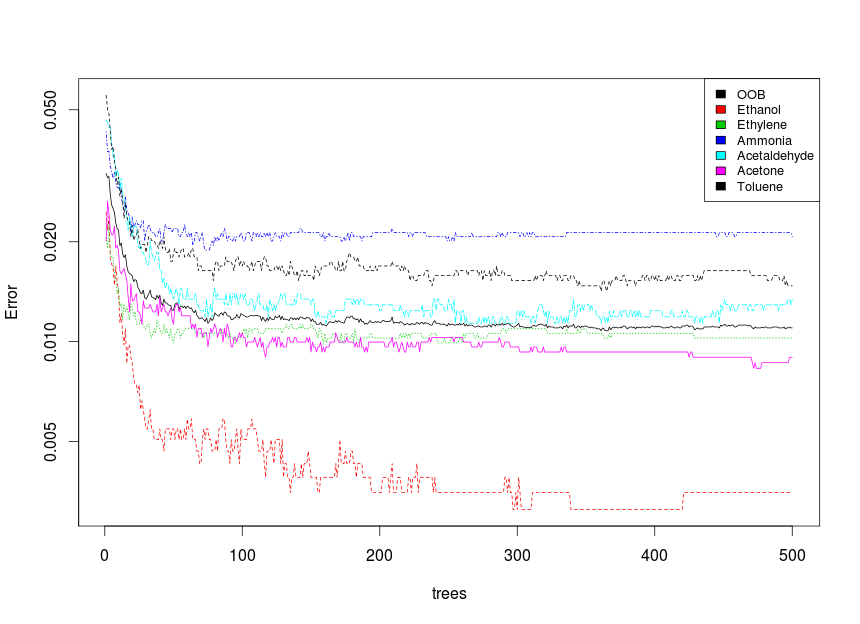 OOB
Ethanol
Ethylene
Ammonia
Acetaldehyde
Acetone
Toluene
0.050
0.020
0.010
0.005
Error
0 100 200 300 400 500
trees